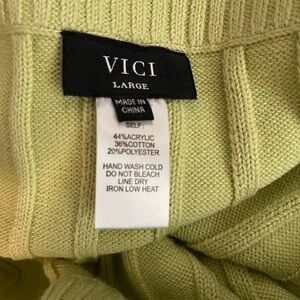 VICI
LARGE
MADE IN
CHINA
SELF:
44%ACRYLIC
36%COTTON
20%POLYESTER
HAND WASH COLD
DO NOT BLEACH
LINE DRY
IRON LOW HEAT